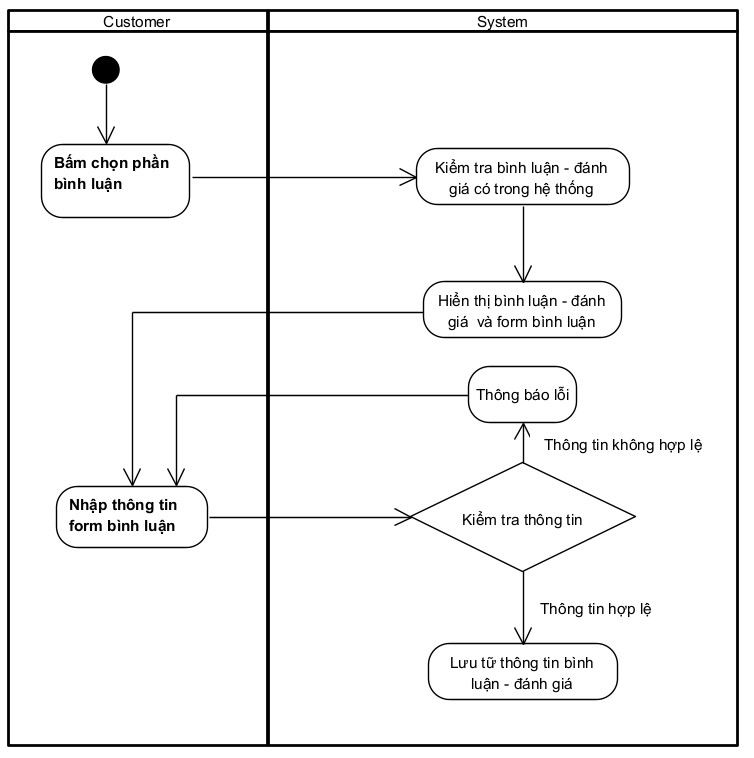 Customer
System
Bấm chọn phần
bình luận
Kiểm tra bình luận - đánh
giá có trong hệ thống
Hiển thị bình luận - đánh
giá và form bình luận
Thông báo lỗi
Thông tin không hợp lệ
Nhập thông tin
form bình luận
Kiểm tra thông tin
Thông tin hợp lệ
Lưu tữ thông tin bình
luận - đánh giá